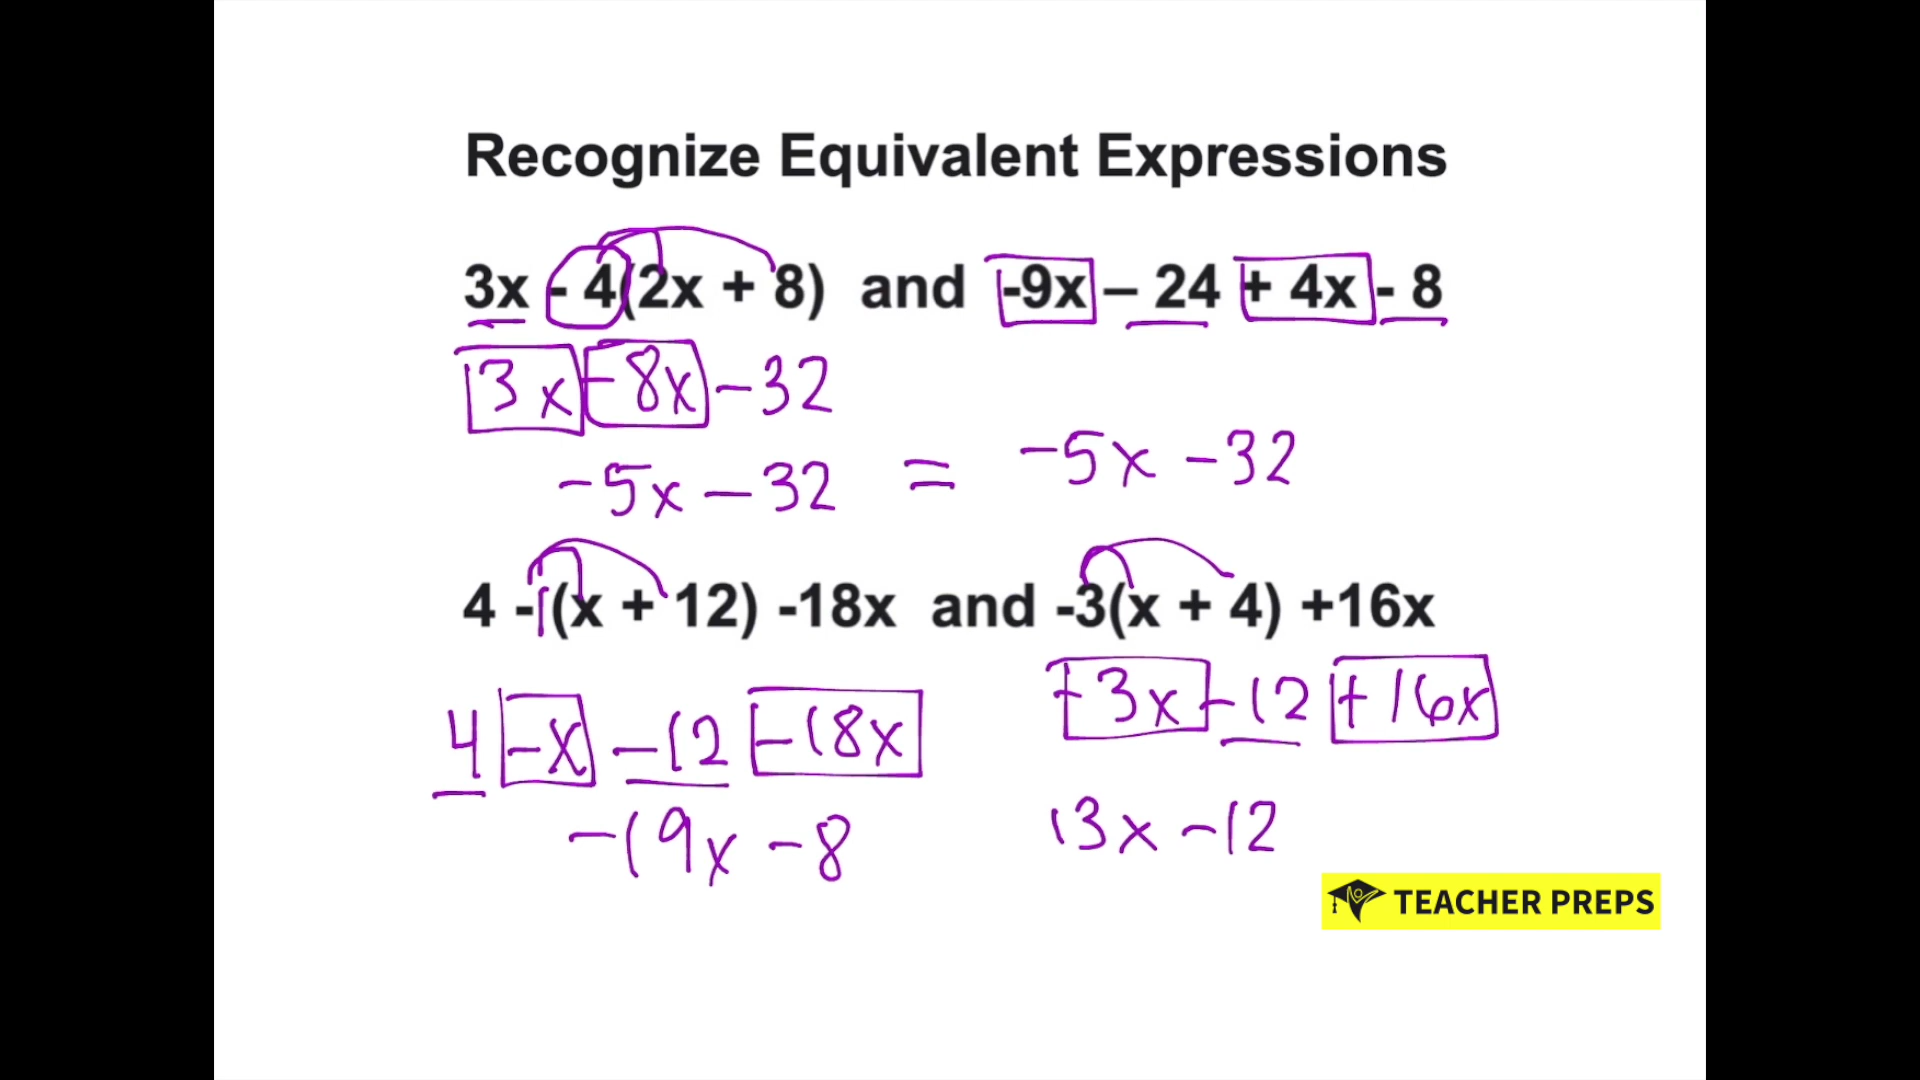 Recognize Equivalent Expressions
3x - 4(2x + 8) and -9x – 24 + 4x - 8
3x -8x -32
-5x -32 = -5x -32
4 -1(x + 12) -18x and -3(x + 4) +16x
4 -x -12 -18x -3x -12 +16x
-19x -8 13x -12
TEACHER PREPS